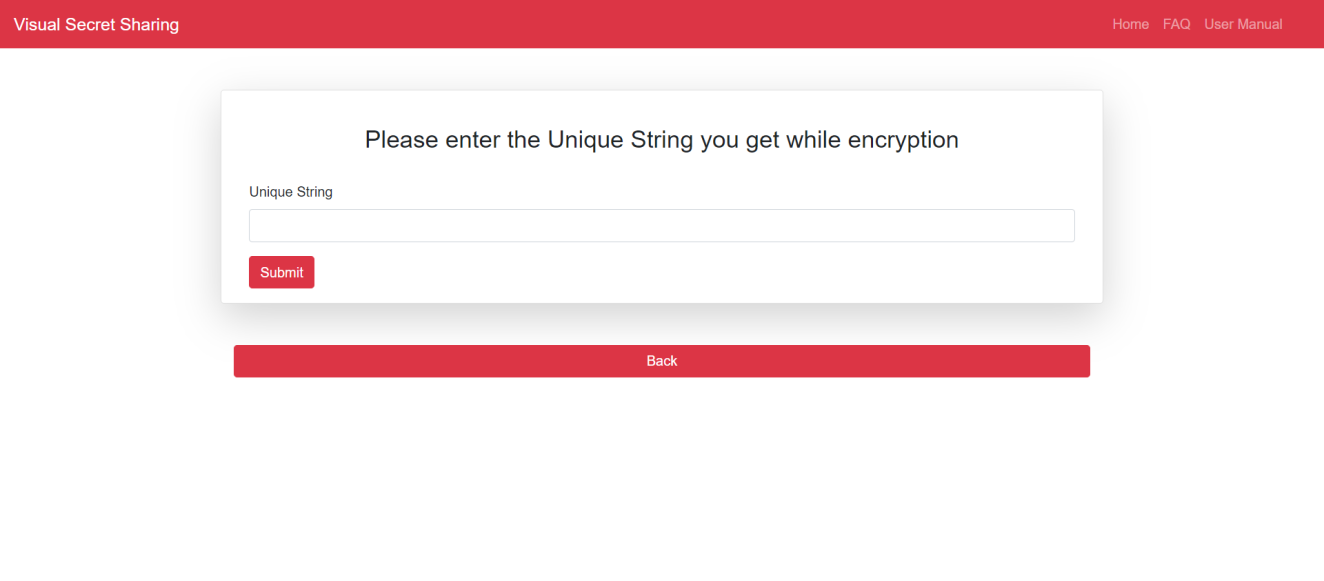 Visual Secret Sharing Home FAQ User Manual
Please enter the Unique String you get while encryption
Unique String
Submit
Back